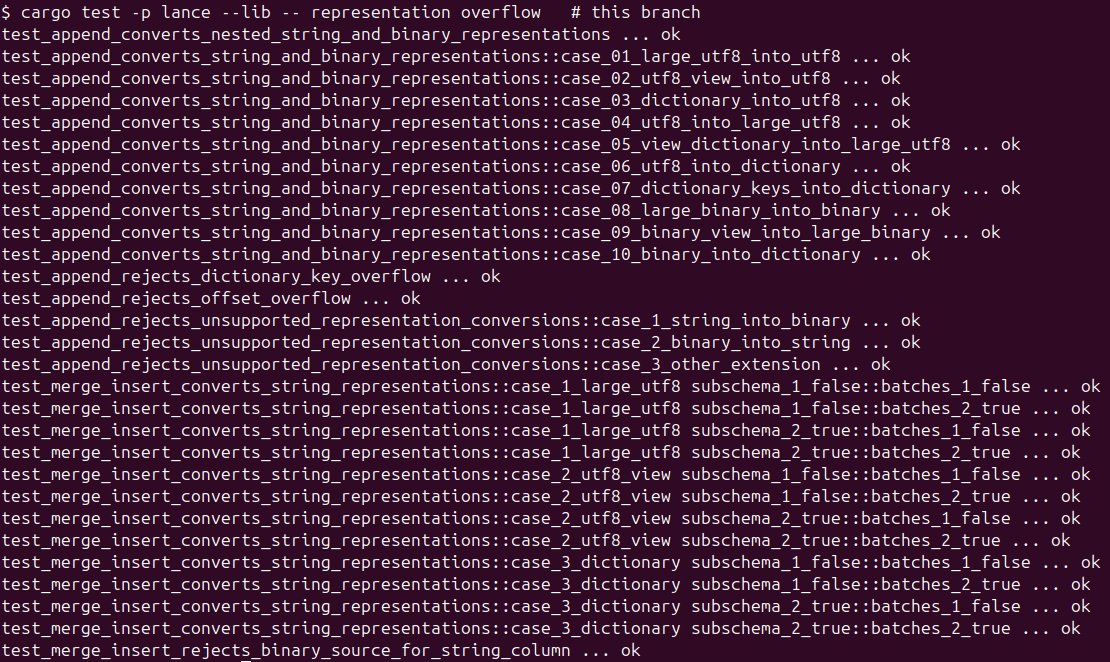 $ cargo test -p lance --lib -- representation overflow   # this branch
test_append_converts_nested_string_and_binary_representations ... ok
test_append_converts_string_and_binary_representations::case_01_large_utf8_into_utf8 ... ok
test_append_converts_string_and_binary_representations::case_02_utf8_view_into_utf8 ... ok
test_append_converts_string_and_binary_representations::case_03_dictionary_into_utf8 ... ok
test_append_converts_string_and_binary_representations::case_04_utf8_into_large_utf8 ... ok
test_append_converts_string_and_binary_representations::case_05_view_dictionary_into_large_utf8 ... ok
test_append_converts_string_and_binary_representations::case_06_utf8_into_dictionary ... ok
test_append_converts_string_and_binary_representations::case_07_dictionary_keys_into_dictionary ... ok
test_append_converts_string_and_binary_representations::case_08_large_binary_into_binary ... ok
test_append_converts_string_and_binary_representations::case_09_binary_view_into_large_binary ... ok
test_append_converts_string_and_binary_representations::case_10_binary_into_dictionary ... ok
test_append_rejects_dictionary_key_overflow ... ok
test_append_rejects_offset_overflow ... ok
test_append_rejects_unsupported_representation_conversions::case_1_string_into_binary ... ok
test_append_rejects_unsupported_representation_conversions::case_2_binary_into_string ... ok
test_append_rejects_unsupported_representation_conversions::case_3_other_extension ... ok
test_merge_insert_converts_string_representations::case_1_large_utf8 subschema_1_false::batches_1_false ... ok
test_merge_insert_converts_string_representations::case_1_large_utf8 subschema_1_false::batches_2_true ... ok
test_merge_insert_converts_string_representations::case_1_large_utf8 subschema_2_true::batches_1_false ... ok
test_merge_insert_converts_string_representations::case_1_large_utf8 subschema_2_true::batches_2_true ... ok
test_merge_insert_converts_string_representations::case_2_utf8_view subschema_1_false::batches_1_false ... ok
test_merge_insert_converts_string_representations::case_2_utf8_view subschema_1_false::batches_2_true ... ok
test_merge_insert_converts_string_representations::case_2_utf8_view subschema_2_true::batches_1_false ... ok
test_merge_insert_converts_string_representations::case_2_utf8_view subschema_2_true::batches_2_true ... ok
test_merge_insert_converts_string_representations::case_3_dictionary subschema_1_false::batches_1_false ... ok
test_merge_insert_converts_string_representations::case_3_dictionary subschema_1_false::batches_2_true ... ok
test_merge_insert_converts_string_representations::case_3_dictionary subschema_2_true::batches_1_false ... ok
test_merge_insert_converts_string_representations::case_3_dictionary subschema_2_true::batches_2_true ... ok
test_merge_insert_rejects_binary_source_for_string_column ... ok